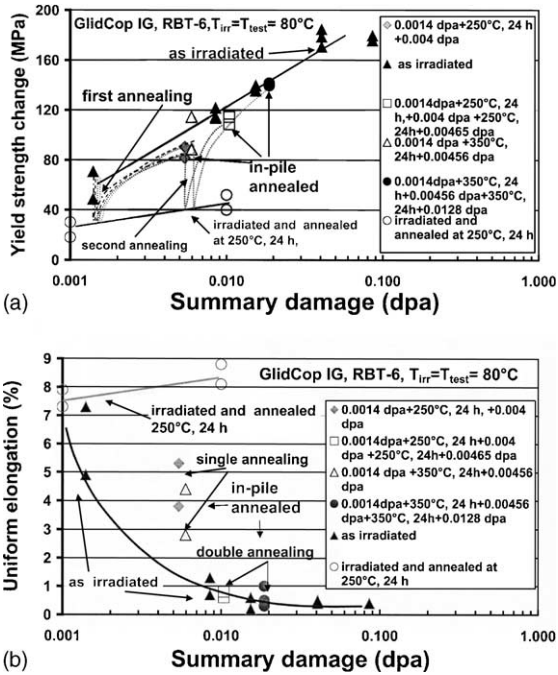 GlidCop IG, RBT-6, Tirr=Ttest= 80°C
Yield strength change (MPa)
200
160
120
80
40
0
0.001
0.010
0.100
1.000
as irradiated
first annealing
in-pile
annealed
second annealing
irradiated and annealed
at 250°C, 24 h,
0.0014 dpa+250°C, 24 h
+0.004 dpa
as irradiated
0.0014dpa+250°C, 24
h,+0.004 dpa +250°C,
24h+0.00465 dpa
0.0014 dpa +350°C,
24h+0.00456
0.0014dpa+350°C, 24
h+0.00456 dpa+350°C,
24h+0.0128 dpa
irradiated and
annealed at 250°C, 24 h
(a)
Summary damage (dpa)
GlidCop IG, RBT-6, Tirr=Ttest= 80°C
Uniform elongation (%)
9
8
7
6
5
4
3
2
1
0
0.001
0.010
0.100
1.000
irradiated and annealed
250°C, 24 h
single annealing
in-pile
annealed
double annealing
as irradiated
0.0014 dpa+250°C, 24 h, +0.004
dpa
0.0014dpa+250°C, 24 h+0.004
dpa +250°C, 24h+0.00465 dpa
0.0014 dpa +350°C, 24h+0.00456
dpa
0.0014dpa+350°C, 24 h+0.00456
dpa+350°C, 24h+0.0128 dpa
as irradiated
irradiated and annealed at
250°C, 24 h
(b)
Summary damage (dpa)